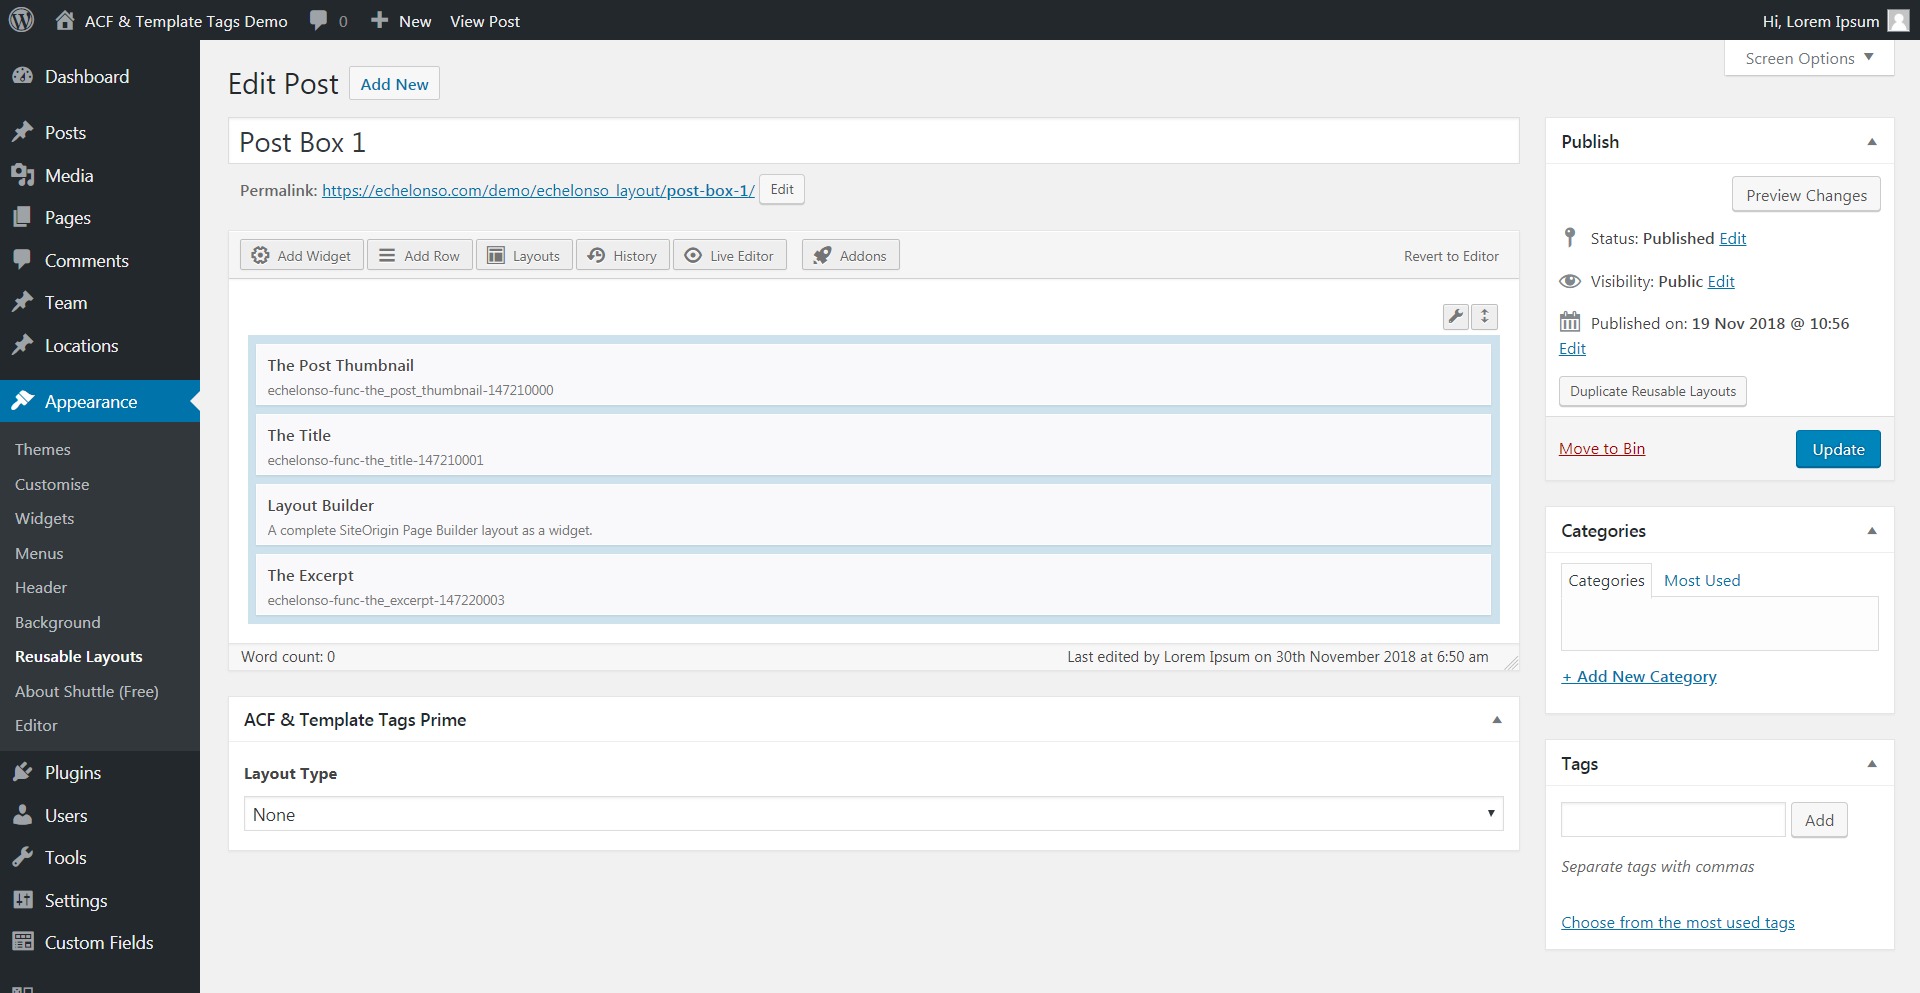 ACF & Template Tags Demo 0 New View Post Hi, Lorem Ipsum
Screen Options
Dashboard
Posts
Media
Pages
Comments
Team
Locations
Appearance
Themes
Customise
Widgets
Menus
Header
Background
Reusable Layouts
About Shuttle (Free)
Editor
Plugins
Users
Tools
Settings
Custom Fields
Edit Post Add New
Post Box 1
Permalink: https://echelonso.com/demo/echelonso_layout/post-box-1/ Edit
Add Widget Add Row Layouts History Live Editor Addons Revert to Editor
The Post Thumbnail
echelonso-func-the_post_thumbnail-147210000
The Title
echelonso-func-the_title-147210001
Layout Builder
A complete SiteOrigin Page Builder layout as a widget.
The Excerpt
echelonso-func-the_excerpt-147220003
Word count: 0 Last edited by Lorem Ipsum on 30th November 2018 at 6:50 am
ACF & Template Tags Prime
Layout Type
None
Publish
Preview Changes
Status: Published Edit
Visibility: Public Edit
Published on: 19 Nov 2018 @ 10:56
Edit
Duplicate Reusable Layouts
Move to Bin Update
Categories
Categories Most Used
+ Add New Category
Tags
Add
Separate tags with commas
Choose from the most used tags